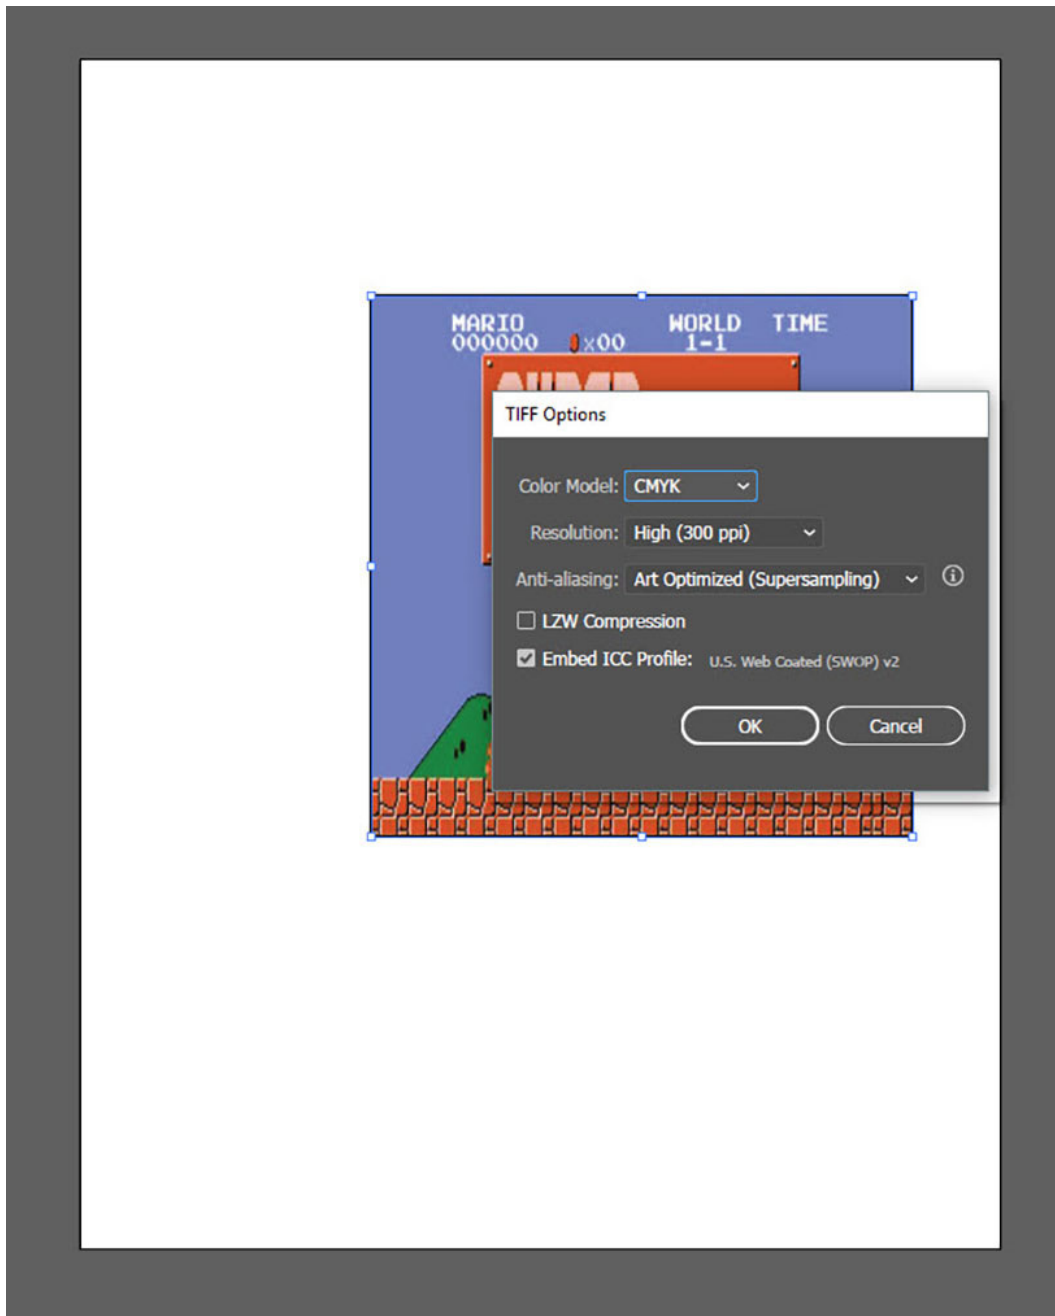 MARIO WORLD TIME
000000 x00 1-1
TIFF Options
Color Model: CMYK
Resolution: High (300 ppi)
Anti-aliasing: Art Optimized (Supersampling)
LZW Compression
Embed ICC Profile: U.S. Web Coated (SWOP) v2
OK Cancel